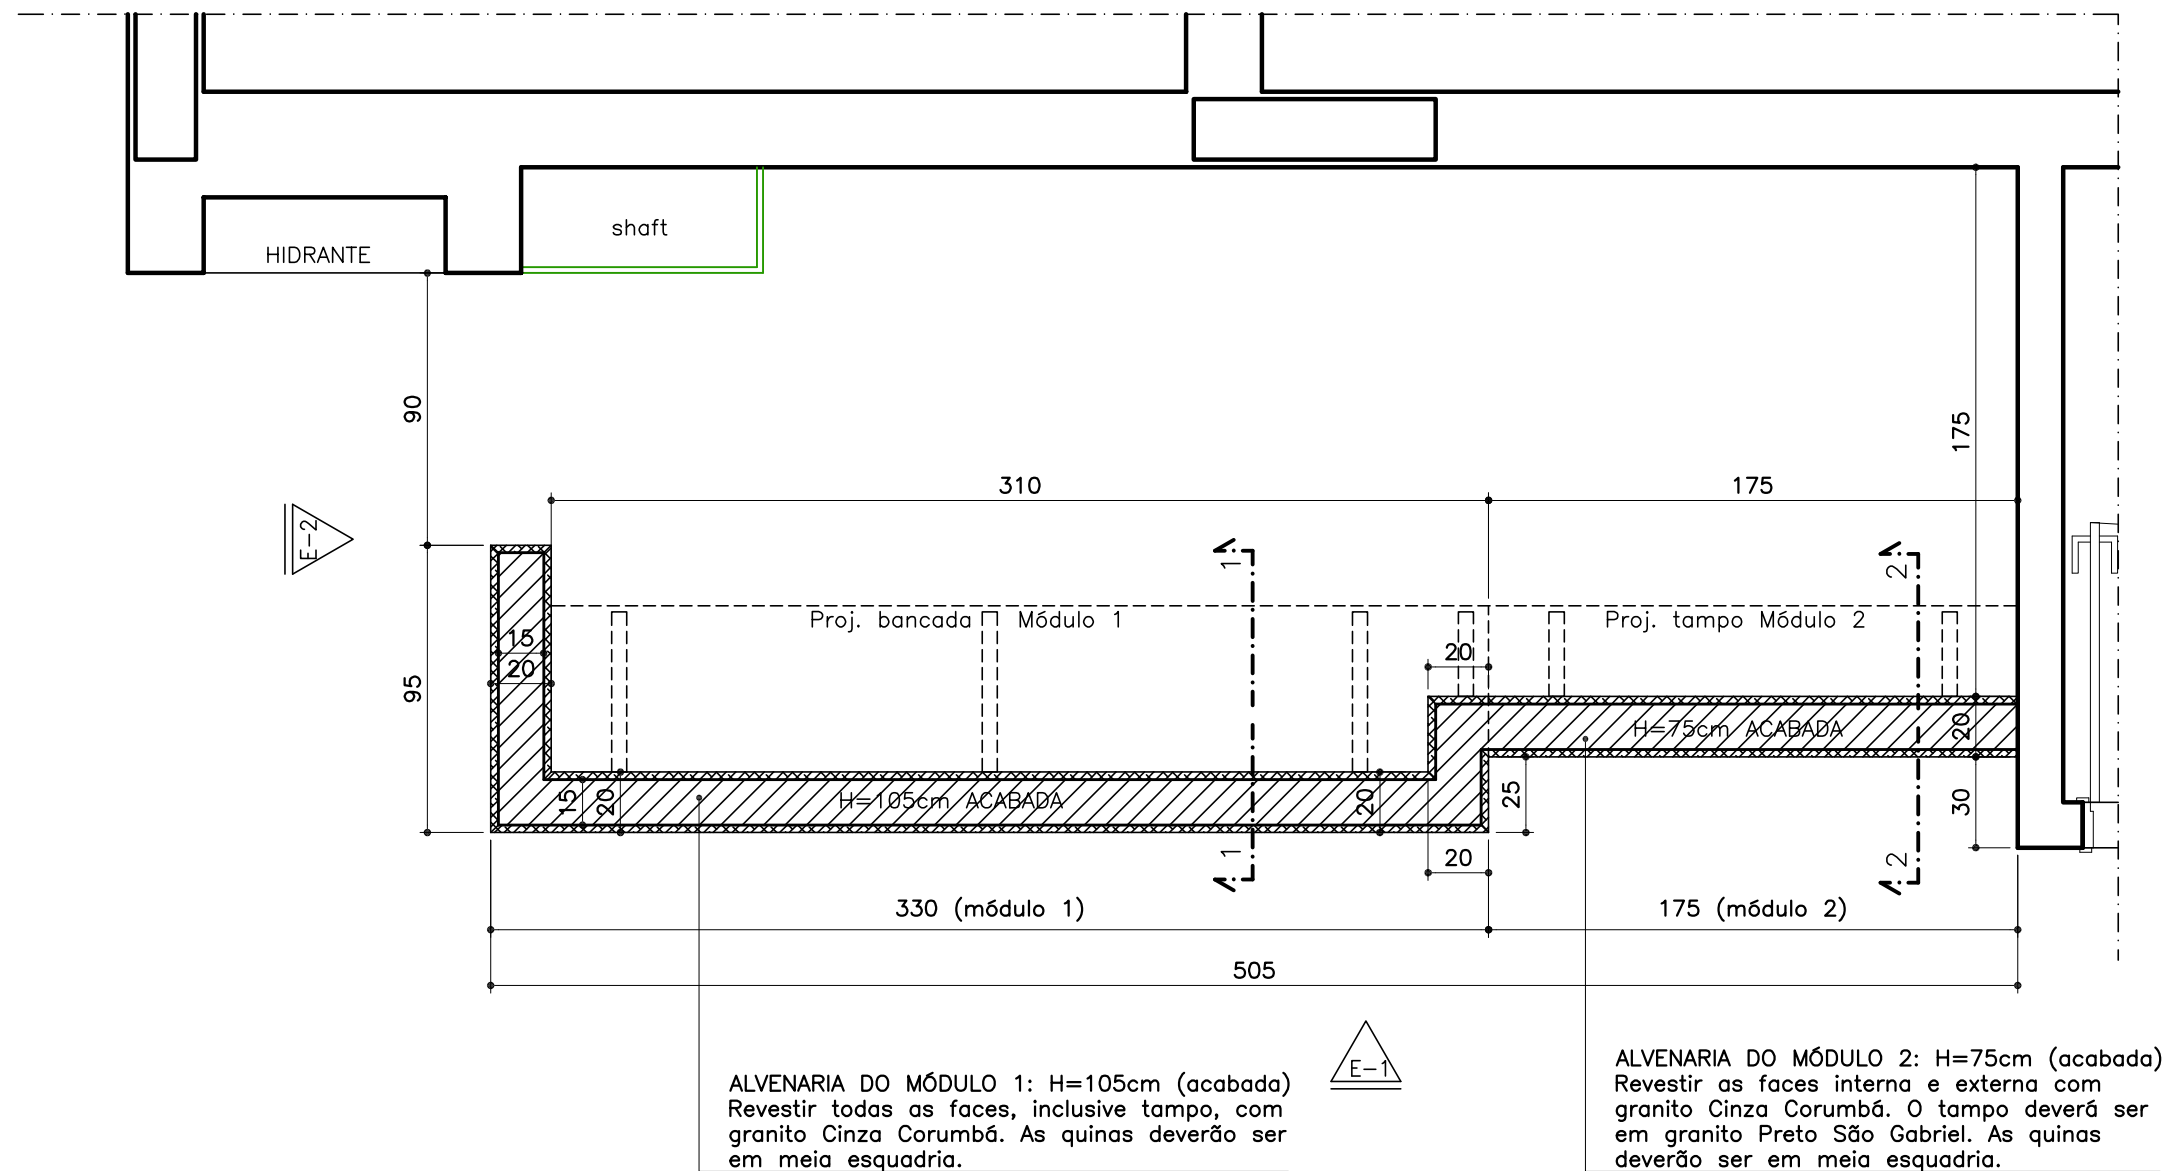 shaft
HIDRANTE
90
175
310
175
E-2
1
2
Proj. bancada Módulo 1
Proj. tampo Módulo 2
15
20
20
95
H=75cm ACABADA
20
15
20
H=105cm ACABADA
20
25
30
1
2
20
330 (módulo 1)
175 (módulo 2)
505
E-1
ALVENARIA DO MÓDULO 1: H=105cm (acabada)
Revestir todas as faces, inclusive tampo, com
granito Cinza Corumbá. As quinas deverão ser
em meia esquadria.
ALVENARIA DO MÓDULO 2: H=75cm (acabada)
Revestir as faces interna e externa com
granito Cinza Corumbá. O tampo deverá ser
em granito Preto São Gabriel. As quinas
deverão ser em meia esquadria.